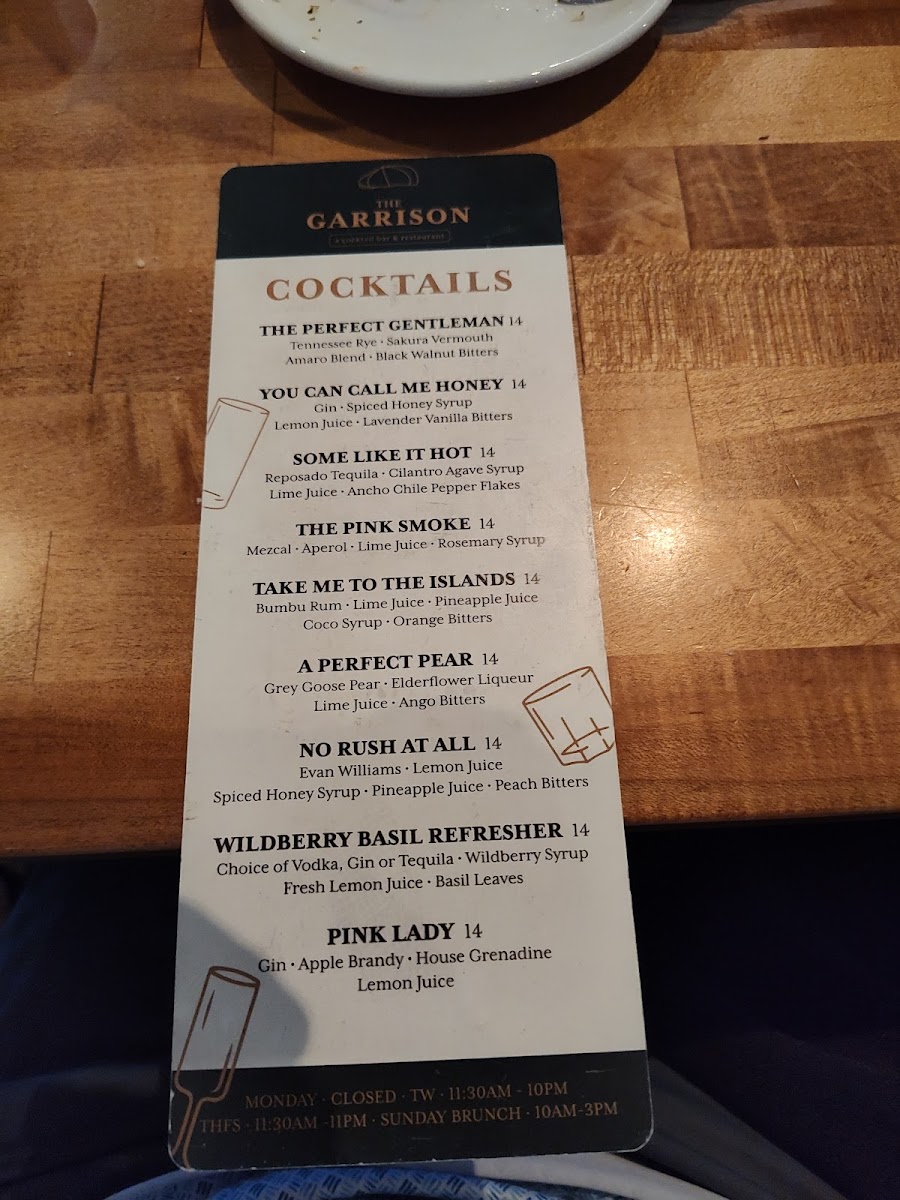 THE
GARRISON
a cocktail bar & restaurant
COCKTAILS
THE PERFECT GENTLEMAN 14
Tennessee Rye • Sakura Vermouth
Amaro Blend • Black Walnut Bitters
YOU CAN CALL ME HONEY 14
Gin • Spiced Honey Syrup
Lemon Juice • Lavender Vanilla Bitters
SOME LIKE IT HOT 14
Reposado Tequila • Cilantro Agave Syrup
Lime Juice • Ancho Chile Pepper Flakes
THE PINK SMOKE 14
Mezcal • Aperol • Lime Juice • Rosemary Syrup
TAKE ME TO THE ISLANDS 14
Bumbu Rum • Lime Juice • Pineapple Juice
Coco Syrup • Orange Bitters
A PERFECT PEAR 14
Grey Goose Pear • Elderflower Liqueur
Lime Juice • Ango Bitters
NO RUSH AT ALL 14
Evan Williams • Lemon Juice
Spiced Honey Syrup • Pineapple Juice • Peach Bitters
WILDBERRY BASIL REFRESHER 14
Choice of Vodka, Gin or Tequila • Wildberry Syrup
Fresh Lemon Juice • Basil Leaves
PINK LADY 14
Gin • Apple Brandy • House Grenadine
Lemon Juice
MONDAY · CLOSED · TW · 11:30AM - 10PM
THFS · 11:30AM -11PM · SUNDAY BRUNCH · 10AM-3PM